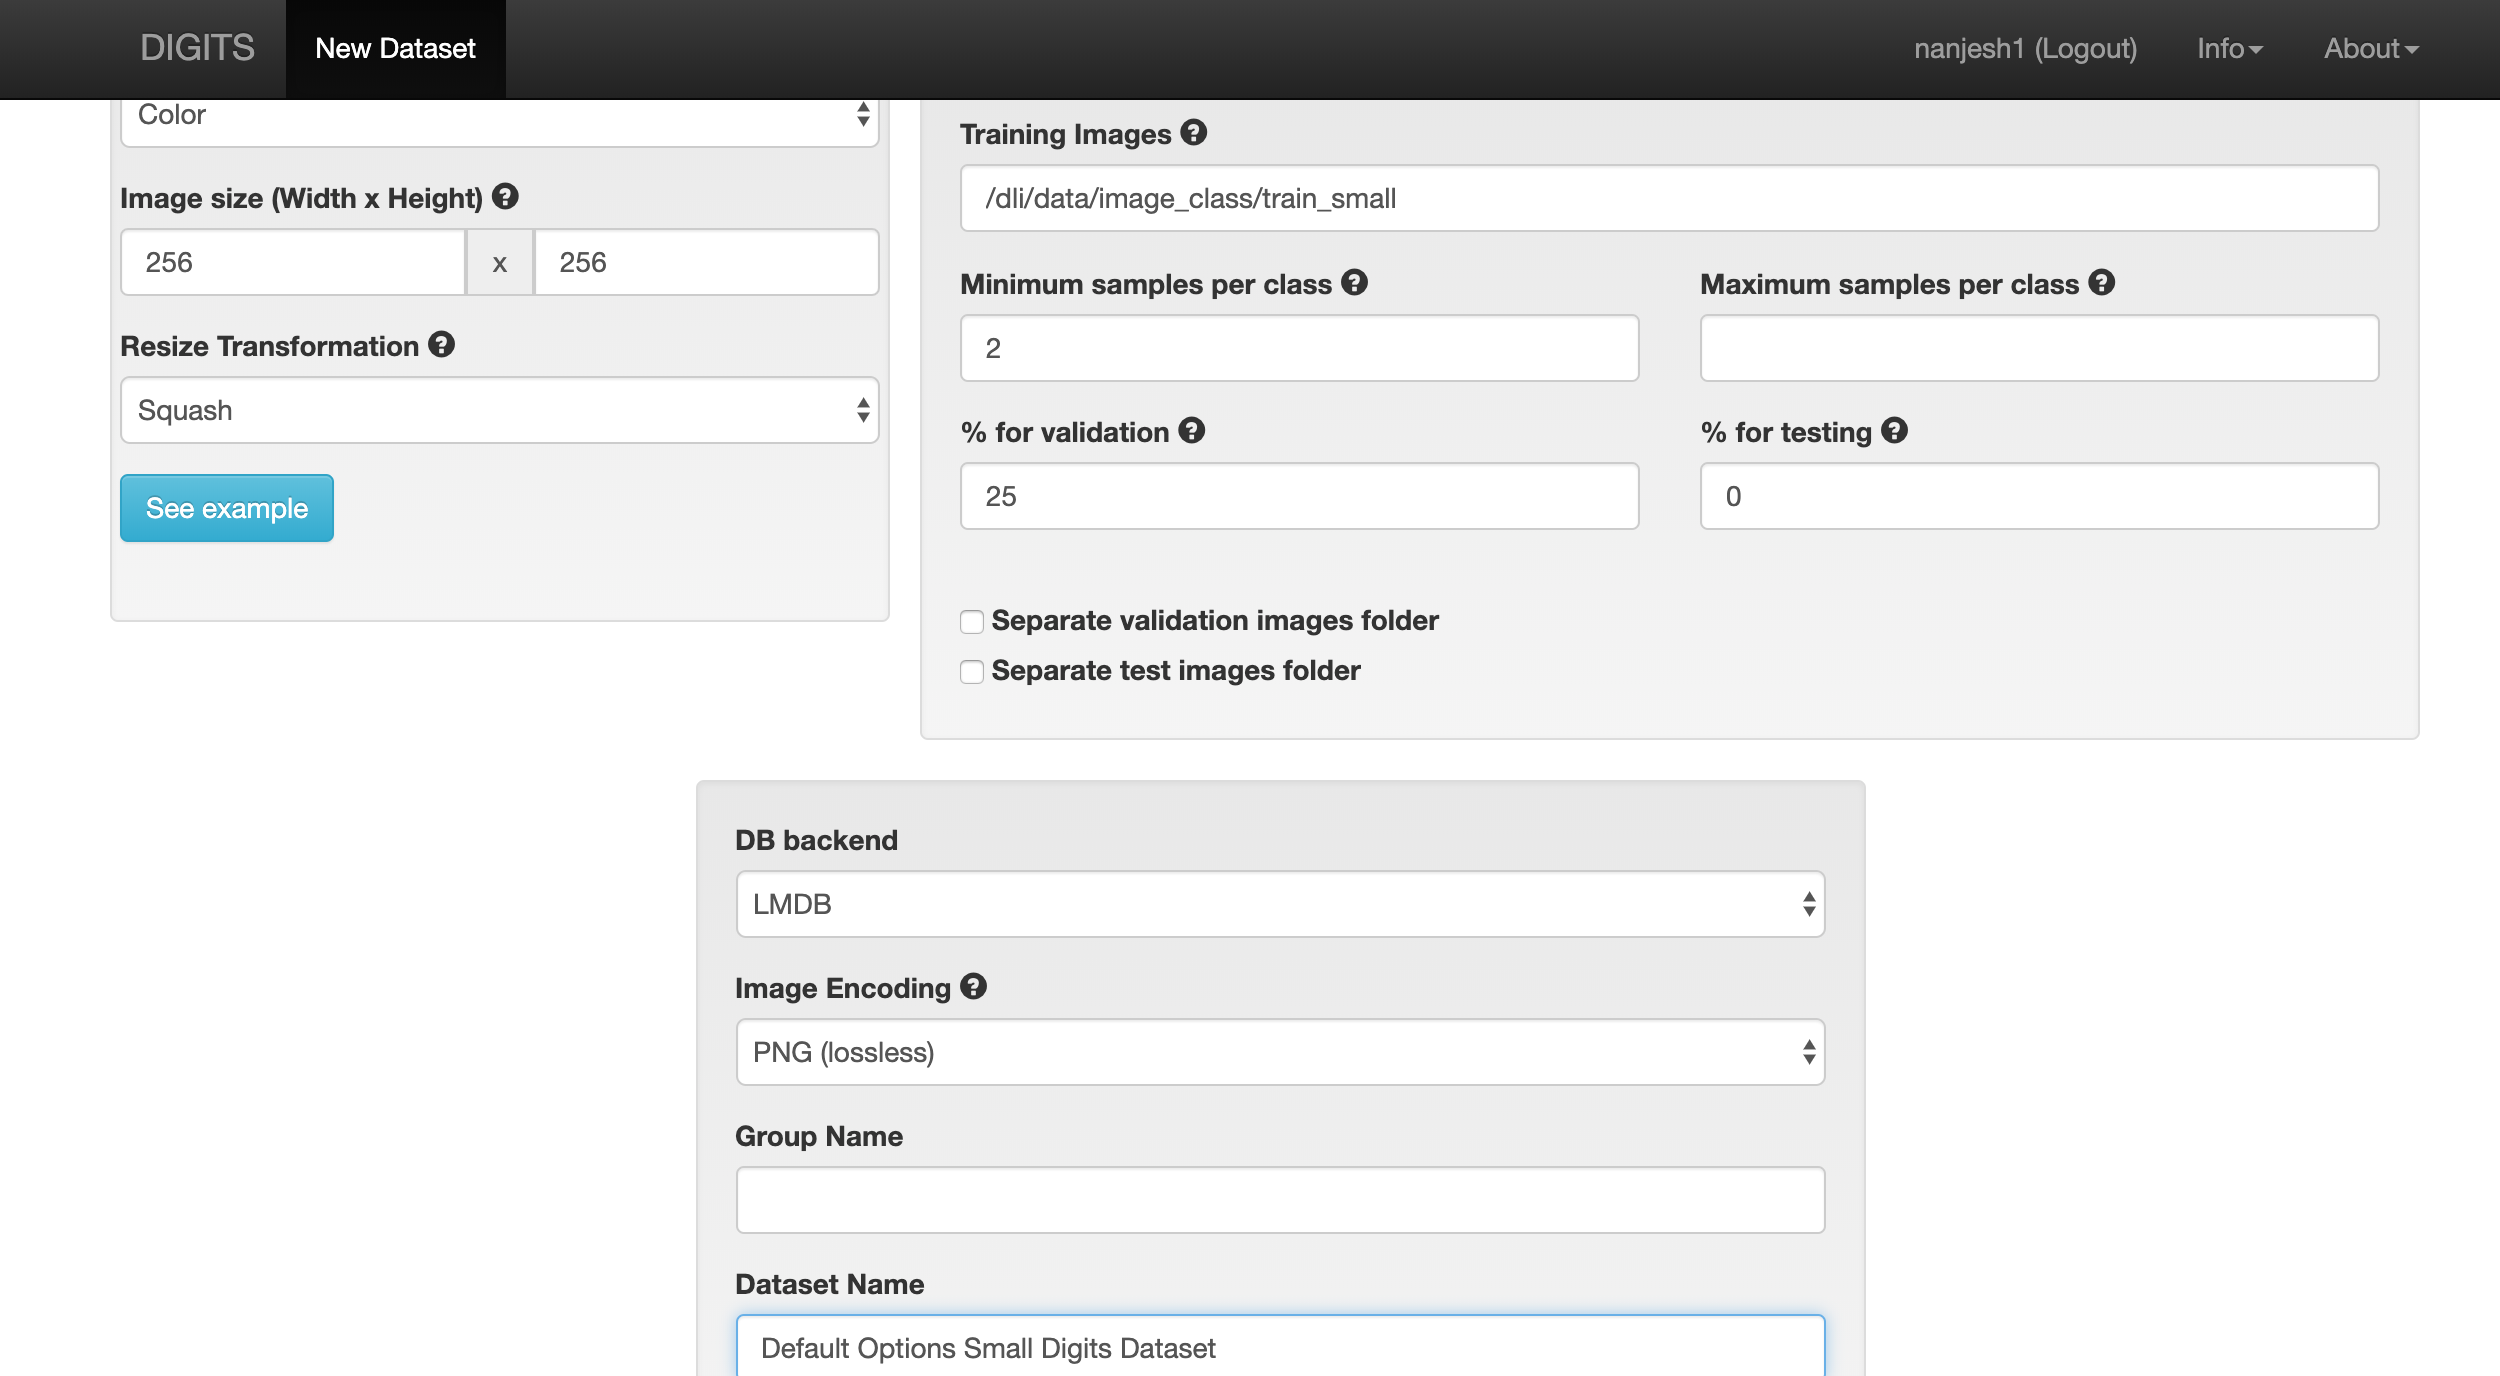 DIGITS
New Dataset
nanjesh1 (Logout)
Info
About
Color
Image size (Width x Height)
256
x
256
Resize Transformation
Squash
See example
Training Images
/dli/data/image_class/train_small
Minimum samples per class
Maximum samples per class
2
% for validation
% for testing
25
0
Separate validation images folder
Separate test images folder
DB backend
LMDB
Image Encoding
PNG (lossless)
Group Name
Dataset Name
Default Options Small Digits Dataset